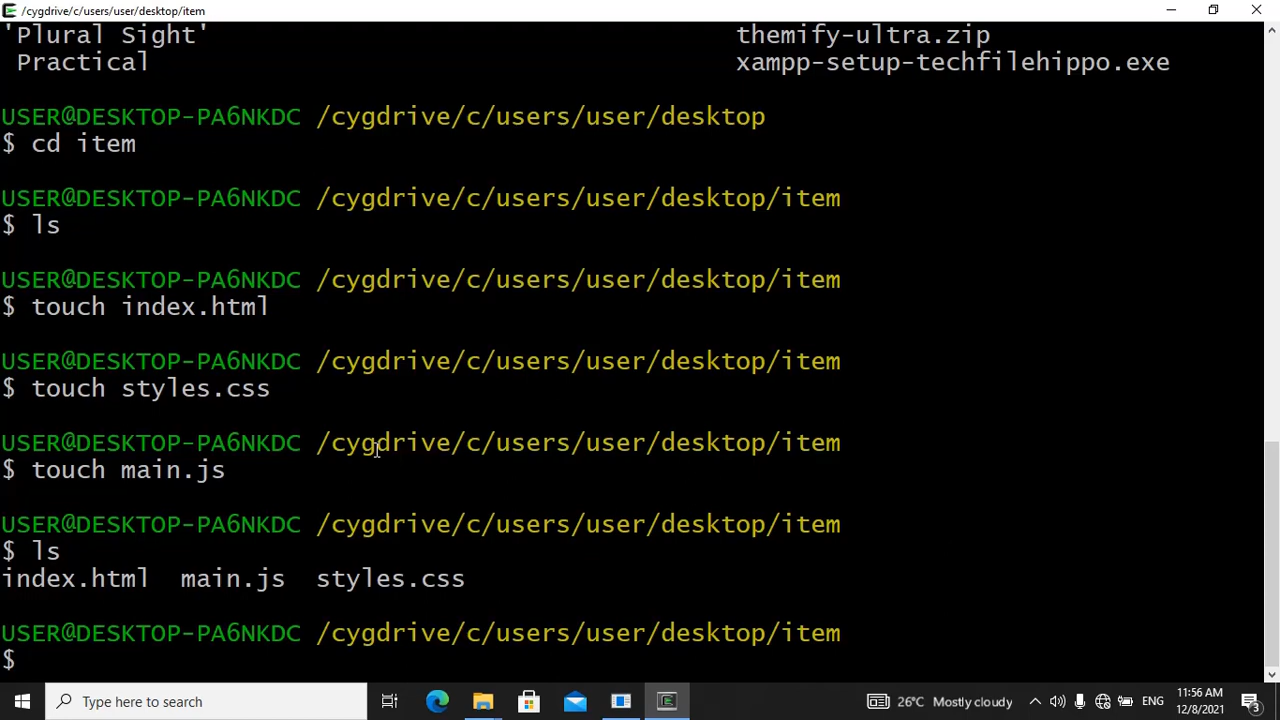 /cygdrive/c/users/user/desktop/item
'Plural Sight' themify-ultra.zip
Practical xampp-setup-techfilehippo.exe
USER@DESKTOP-PA6NKDC /cygdrive/c/users/user/desktop
$ cd item
USER@DESKTOP-PA6NKDC /cygdrive/c/users/user/desktop/item
$ ls
USER@DESKTOP-PA6NKDC /cygdrive/c/users/user/desktop/item
$ touch index.html
USER@DESKTOP-PA6NKDC /cygdrive/c/users/user/desktop/item
$ touch styles.css
USER@DESKTOP-PA6NKDC /cygdrive/c/users/user/desktop/item
$ touch main.js
USER@DESKTOP-PA6NKDC /cygdrive/c/users/user/desktop/item
$ ls
index.html main.js styles.css
USER@DESKTOP-PA6NKDC /cygdrive/c/users/user/desktop/item
$
Type here to search 26°C Mostly cloudy ENG 11:56 AM
12/8/2021 3